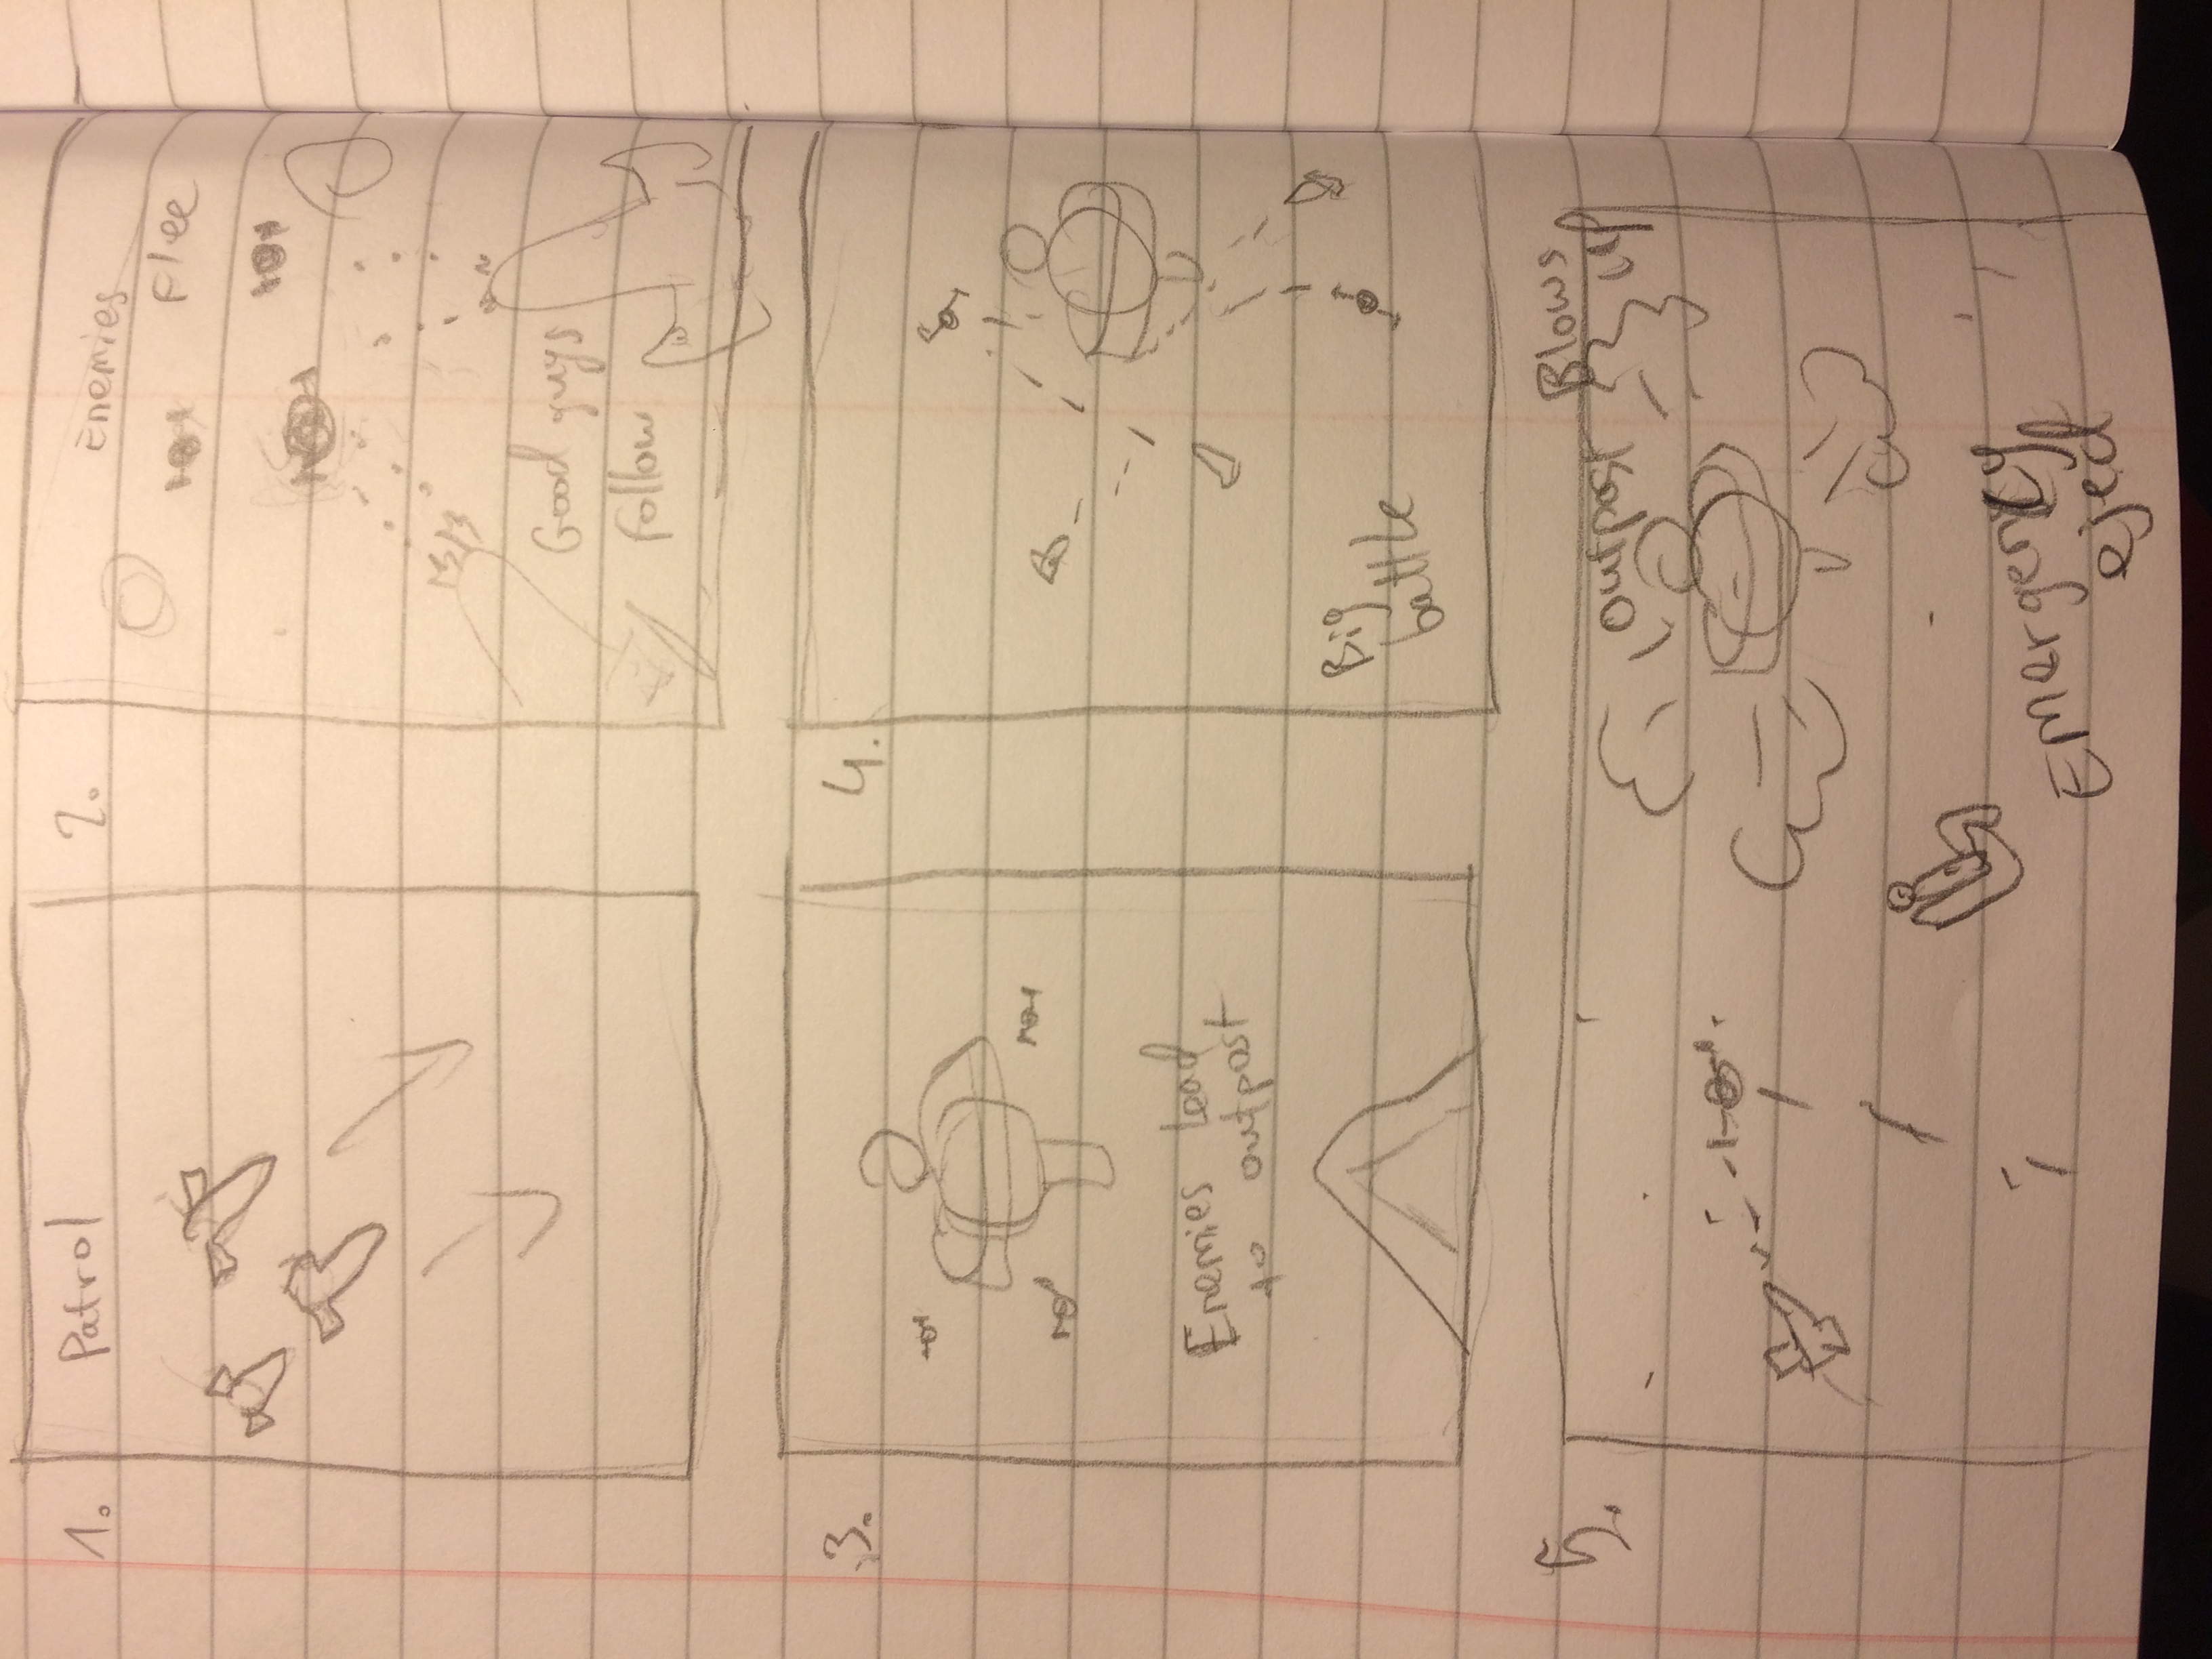 1.
Patrol
2.
Enemies
Flee
Good guys
Follow
3.
Enemies lead
to outpost
4.
Big
battle
5.
Outpost Blows
up
Emergency
eject